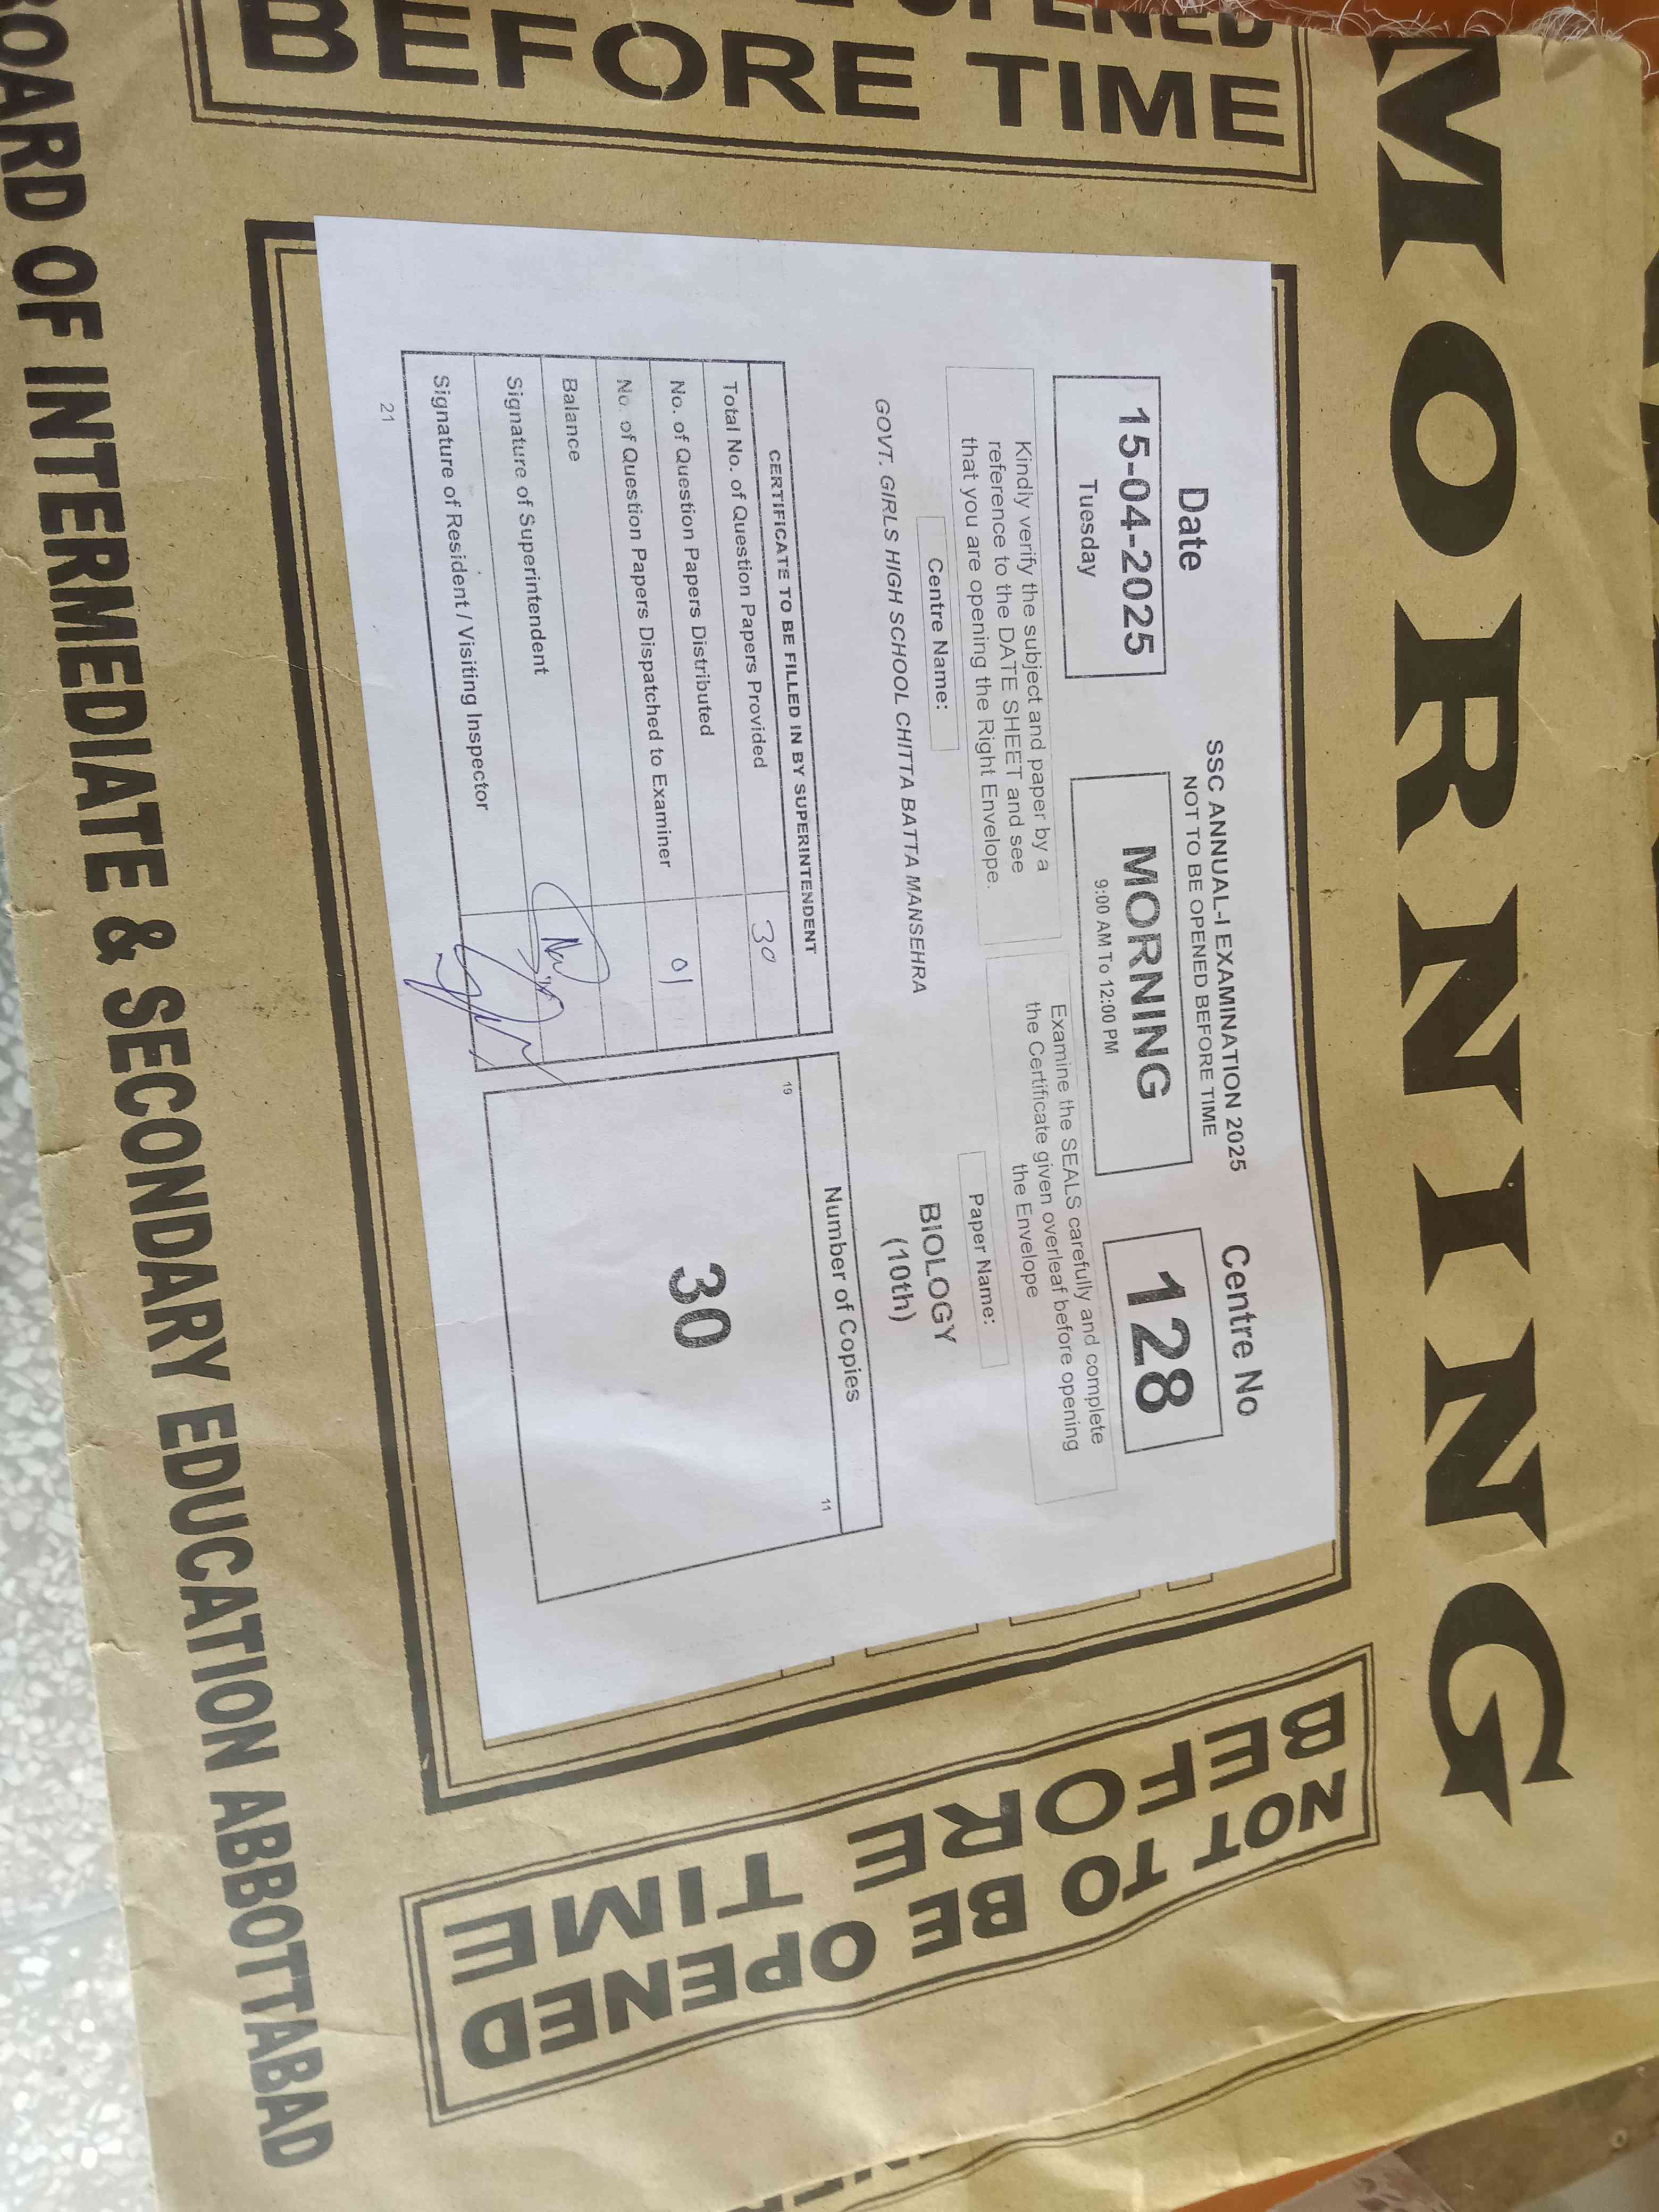 MORNING
OPENED
BEFORE TIME
SSC ANNUAL-I EXAMINATION 2025
NOT TO BE OPENED BEFORE TIME
Date
15-04-2025
Tuesday
MORNING
9:00 AM To 12:00 PM
Centre No
128
Kindly verify the subject and paper by a
reference to the DATE SHEET and see
that you are opening the Right Envelope.
Examine the SEALS carefully and complete
the Certificate given overleaf before opening
the Envelope
Centre Name:
GOVT. GIRLS HIGH SCHOOL CHITTA BATTA MANSEHRA
Paper Name:
BIOLOGY
(10th)
CERTIFICATE TO BE FILLED IN BY SUPERINTENDENT
Total No. of Question Papers Provided 30
No. of Question Papers Distributed
No. of Question Papers Dispatched to Examiner 01
Balance
Signature of Superintendent
Signature of Resident / Visiting Inspector
21
Number of Copies
11
19
30
NOT TO BE OPENED
BEFORE TIME
BOARD OF INTERMEDIATE & SECONDARY EDUCATION ABBOTTABAD